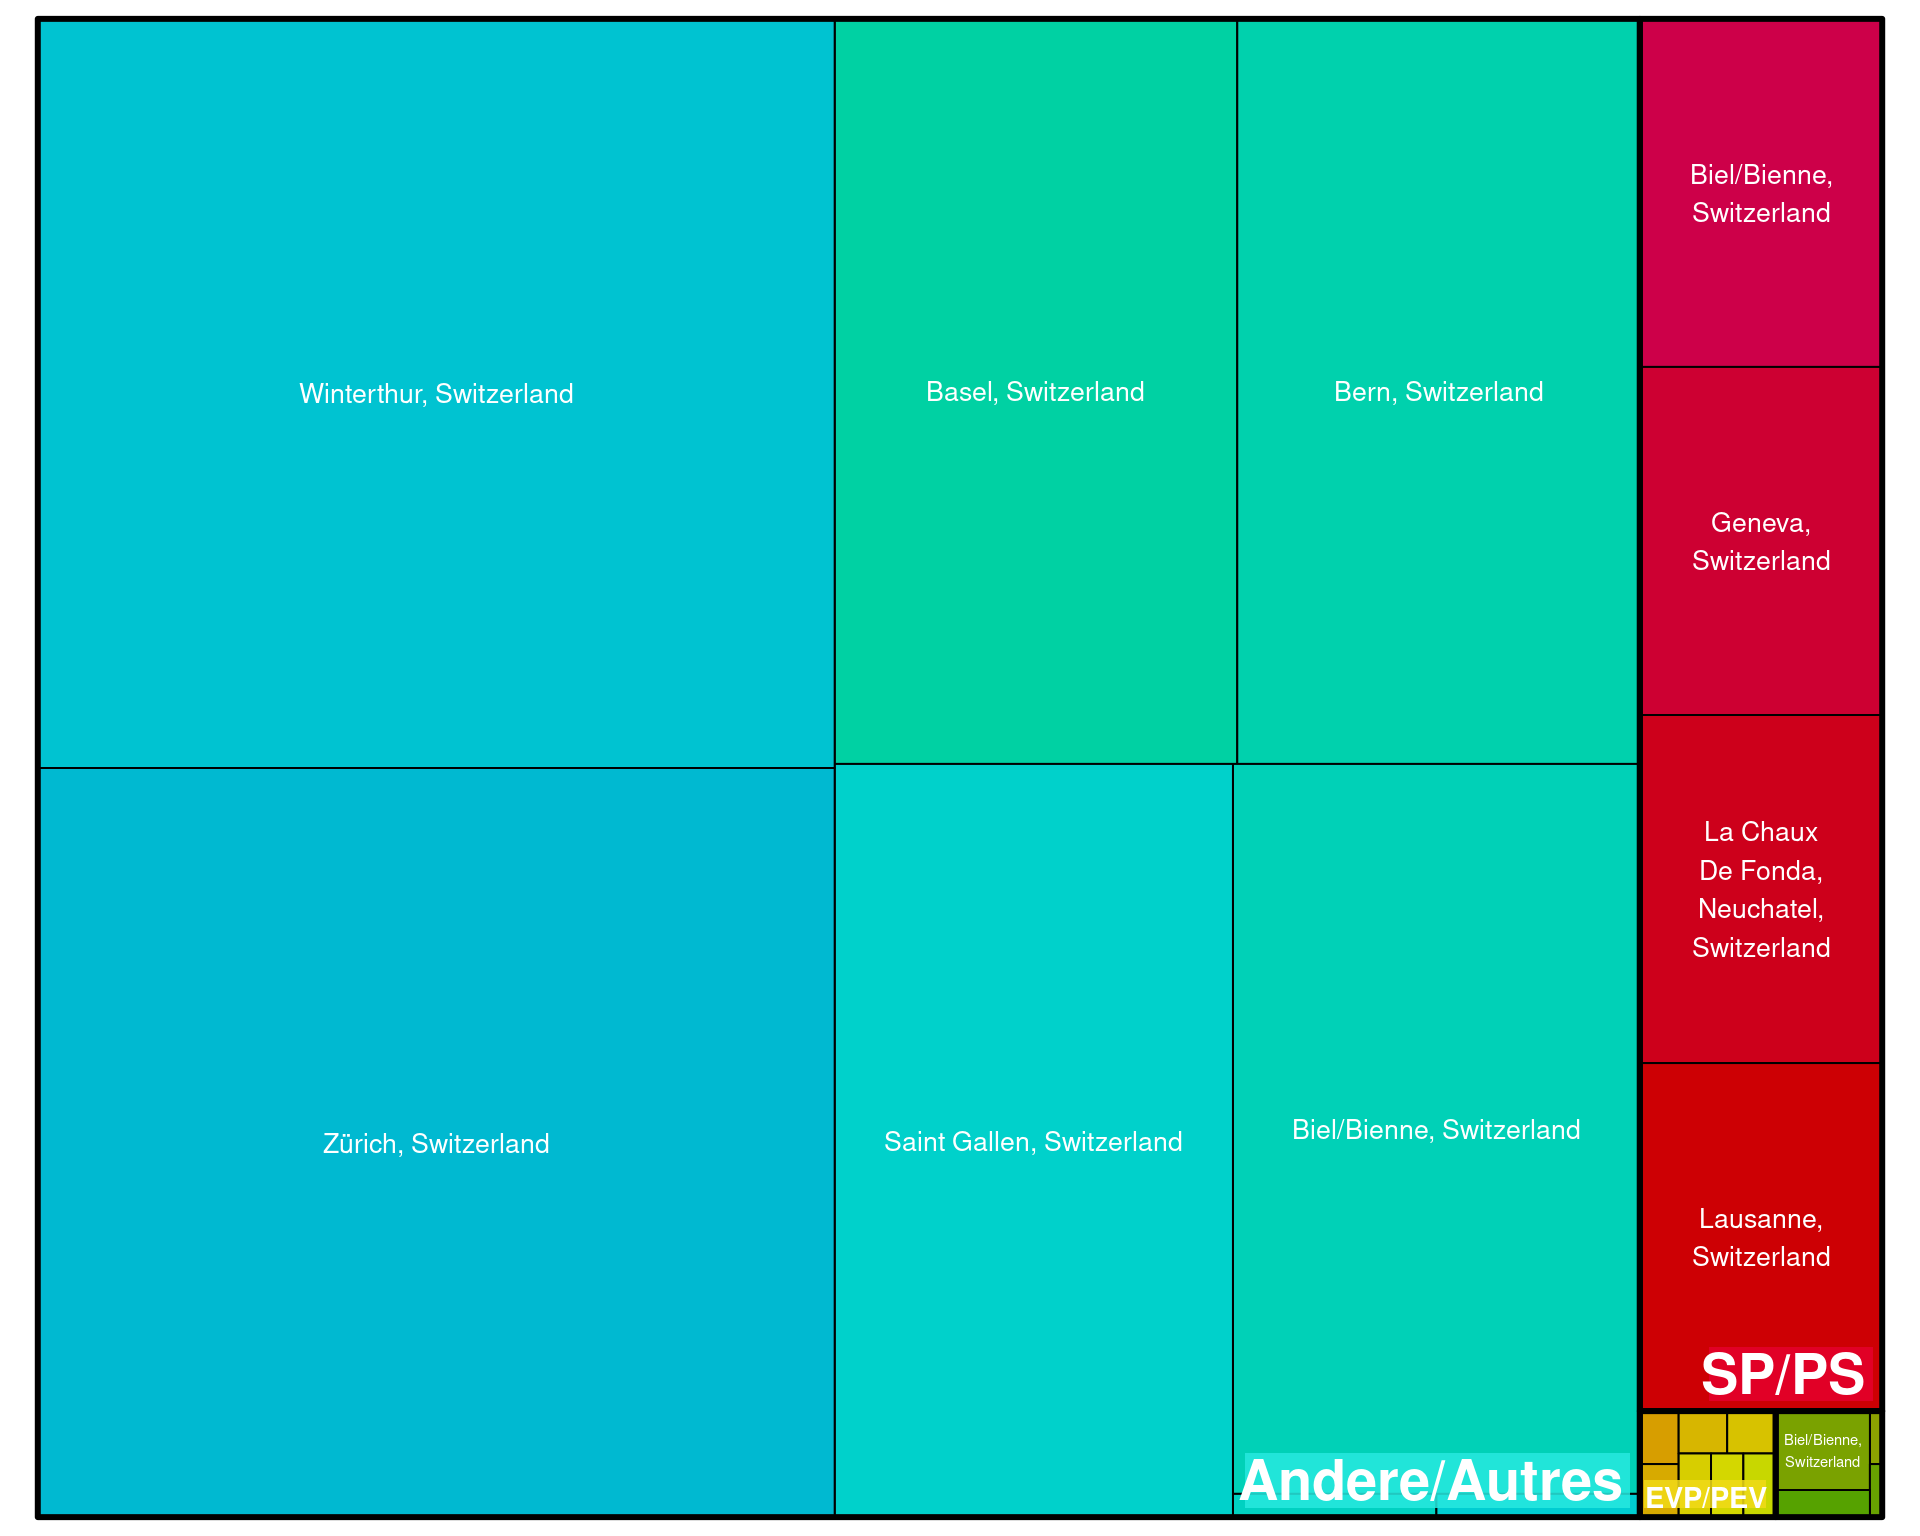 Winterthur, Switzerland
Zürich, Switzerland
Basel, Switzerland
Bern, Switzerland
Saint Gallen, Switzerland
Biel/Bienne, Switzerland
Andere/Autres
Biel/Bienne,
Switzerland
Geneva,
Switzerland
La Chaux
De Fonda,
Neuchatel,
Switzerland
Lausanne,
Switzerland
SP/PS
EVP/PEV
Biel/Bienne,
Switzerland